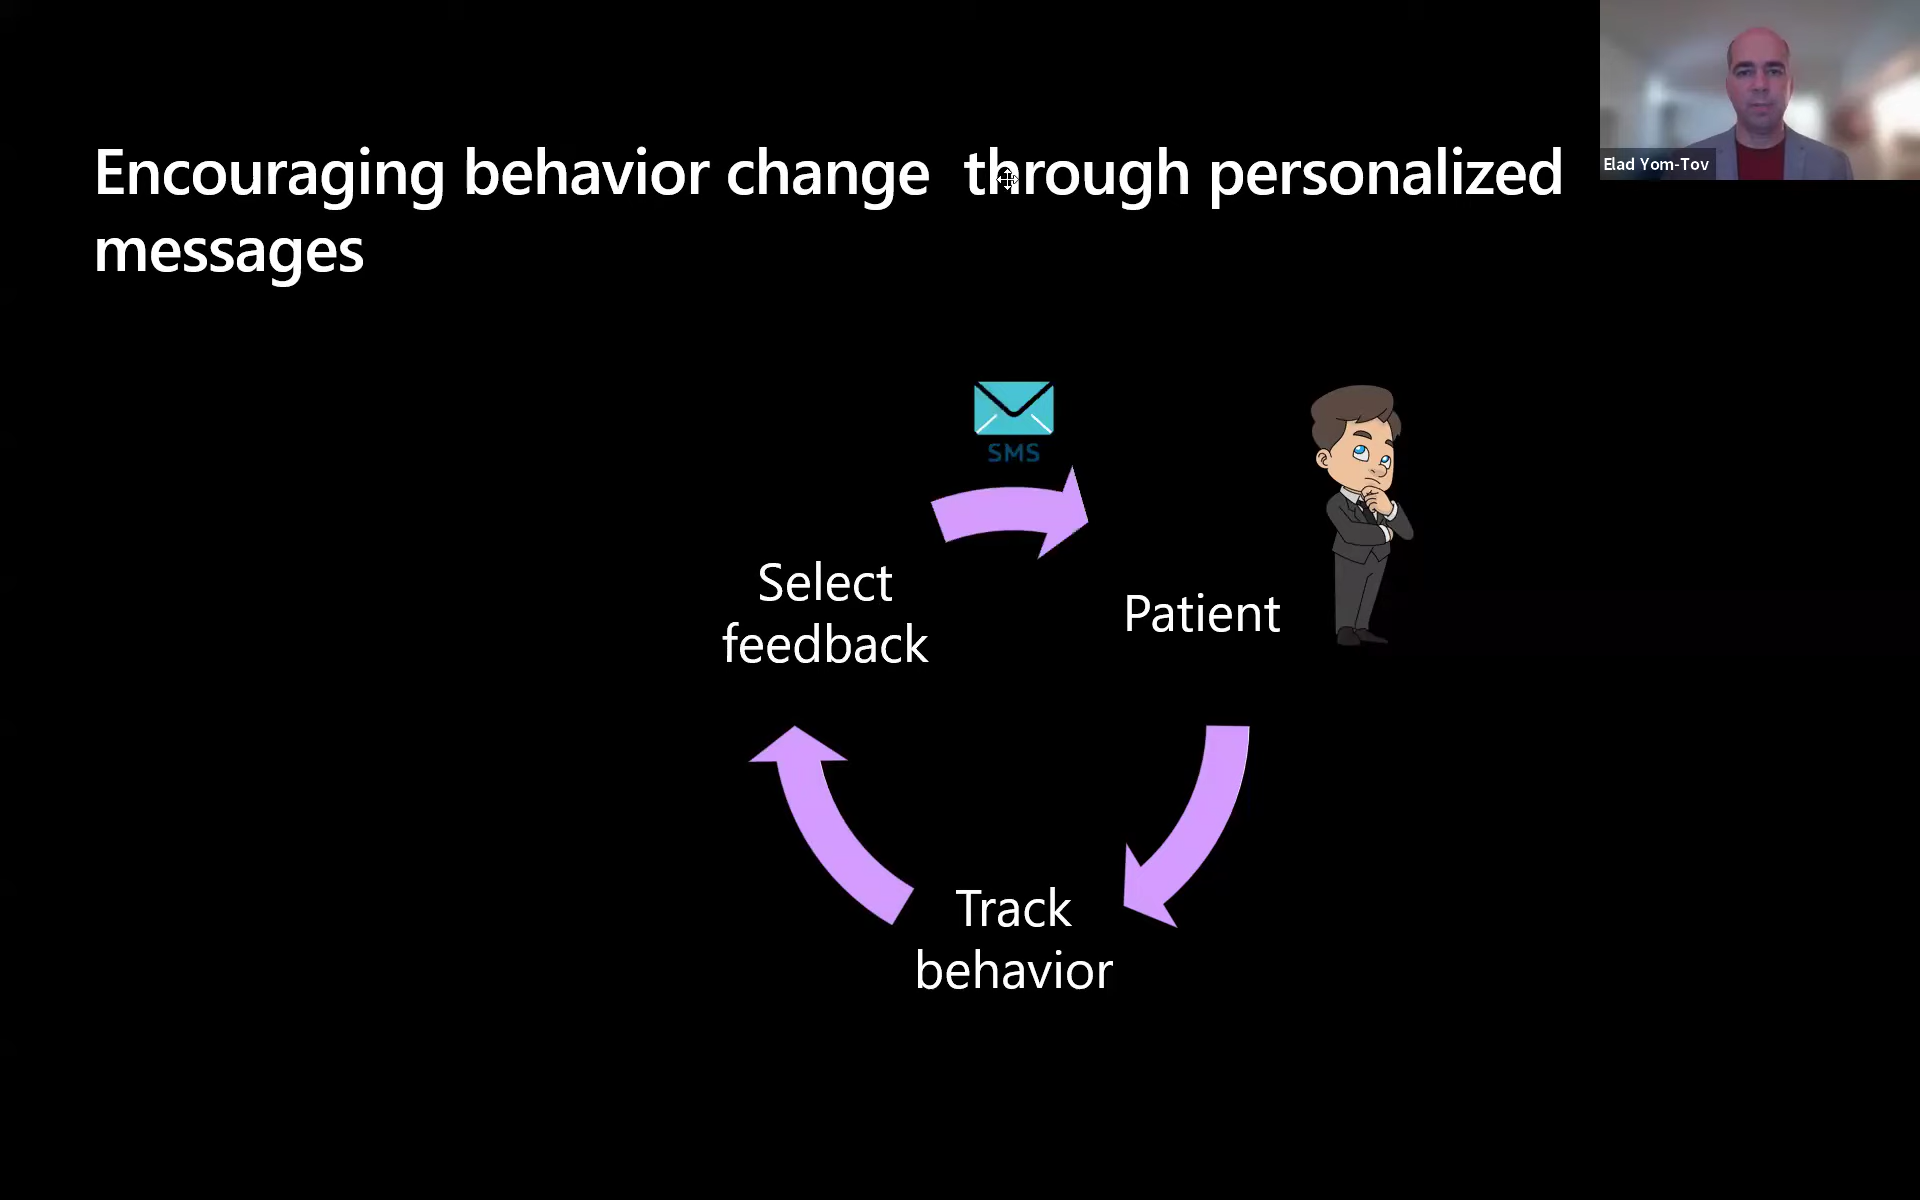 Elad Yom-Tov
Encouraging behavior change  through personalized
messages
SMS
Select
feedback
Patient
Track
behavior